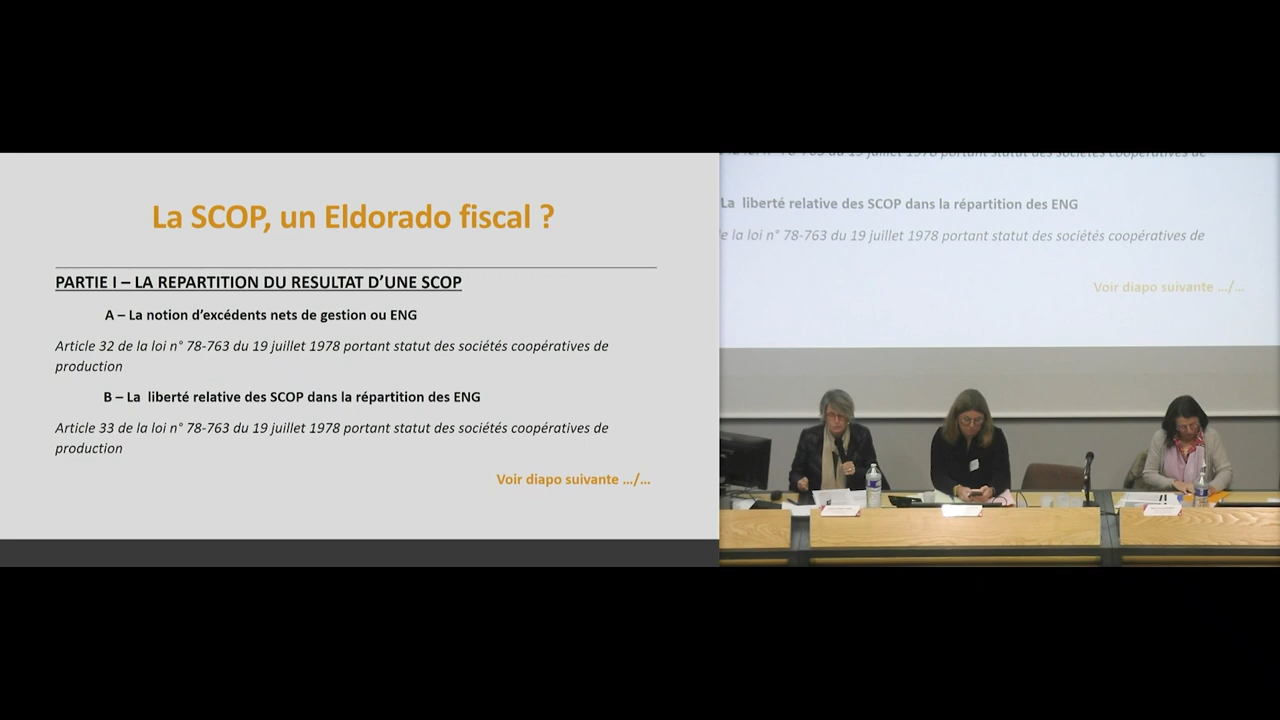 La SCOP, un Eldorado fiscal ?
PARTIE I – LA REPARTITION DU RESULTAT D'UNE SCOP
A – La notion d'excédents nets de gestion ou ENG
Article 32 de la loi n° 78-763 du 19 juillet 1978 portant statut des sociétés coopératives de
production
B – La  liberté relative des SCOP dans la répartition des ENG
Article 33 de la loi n° 78-763 du 19 juillet 1978 portant statut des sociétés coopératives de
production
Voir diapo suivante …/…
78-763 du 19 juillet 1978 portant statut des sociétés coopératives de
La  liberté relative des SCOP dans la répartition des ENG
de la loi n° 78-763 du 19 juillet 1978 portant statut des sociétés coopératives de
Voir diapo suivante …/…